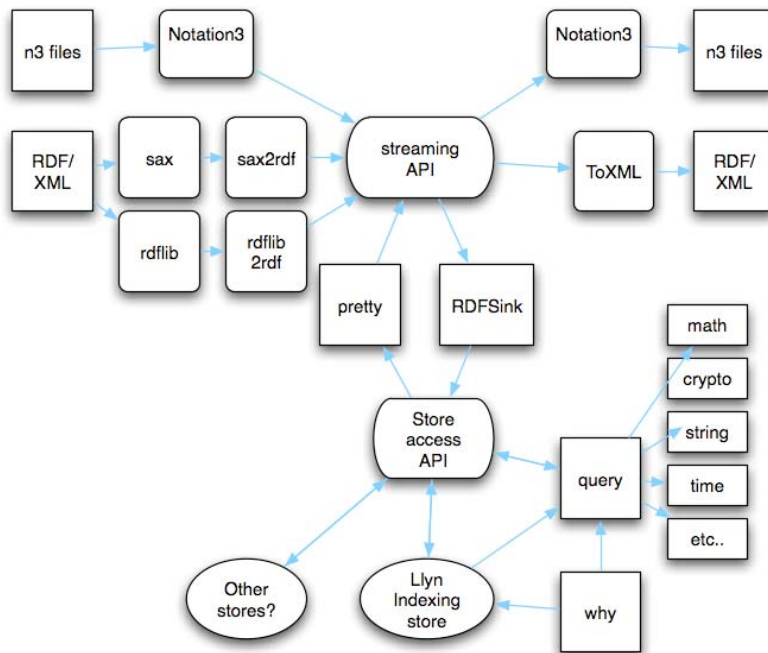 n3 files
Notation3
Notation3
n3 files
RDF/
XML
sax
sax2rdf
streaming
API
ToXML
RDF/
XML
rdflib
rdflib
2rdf
pretty
RDFSink
math
crypto
string
time
etc..
Store
access
API
query
Other
stores?
Llyn
Indexing
store
why